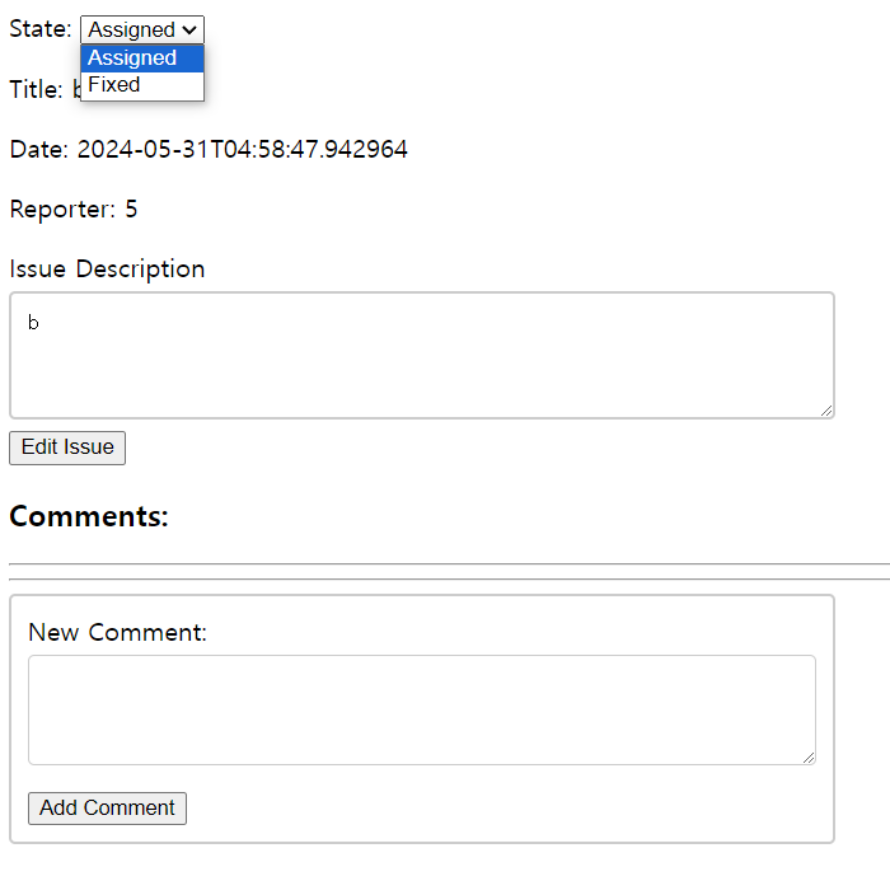 State: Assigned
Assigned
Fixed
Title:
Date: 2024-05-31T04:58:47.942964
Reporter: 5
Issue Description
b
Edit Issue
Comments:
New Comment:
Add Comment